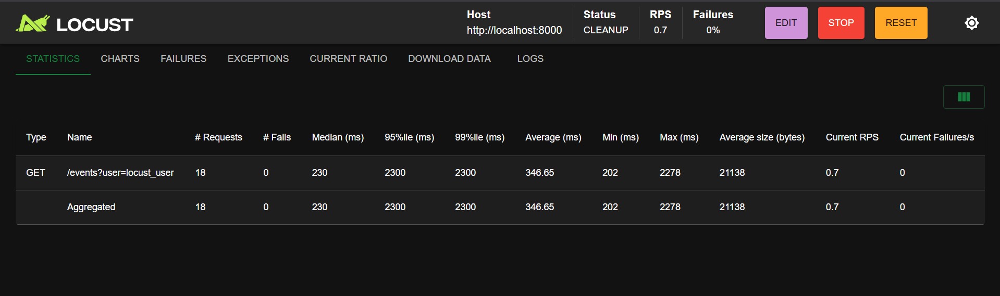 LOCUST
Host
http://localhost:8000
Status
CLEANUP
RPS
0.7
Failures
0%
EDIT
STOP
RESET
STATISTICS CHARTS FAILURES EXCEPTIONS CURRENT RATIO DOWNLOAD DATA LOGS
Type Name # Requests # Fails Median (ms) 95%ile (ms) 99%ile (ms) Average (ms) Min (ms) Max (ms) Average size (bytes) Current RPS Current Failures/s
GET /events?user=locust_user 18 0 230 2300 2300 346.65 202 2278 21138 0.7 0
Aggregated 18 0 230 2300 2300 346.65 202 2278 21138 0.7 0